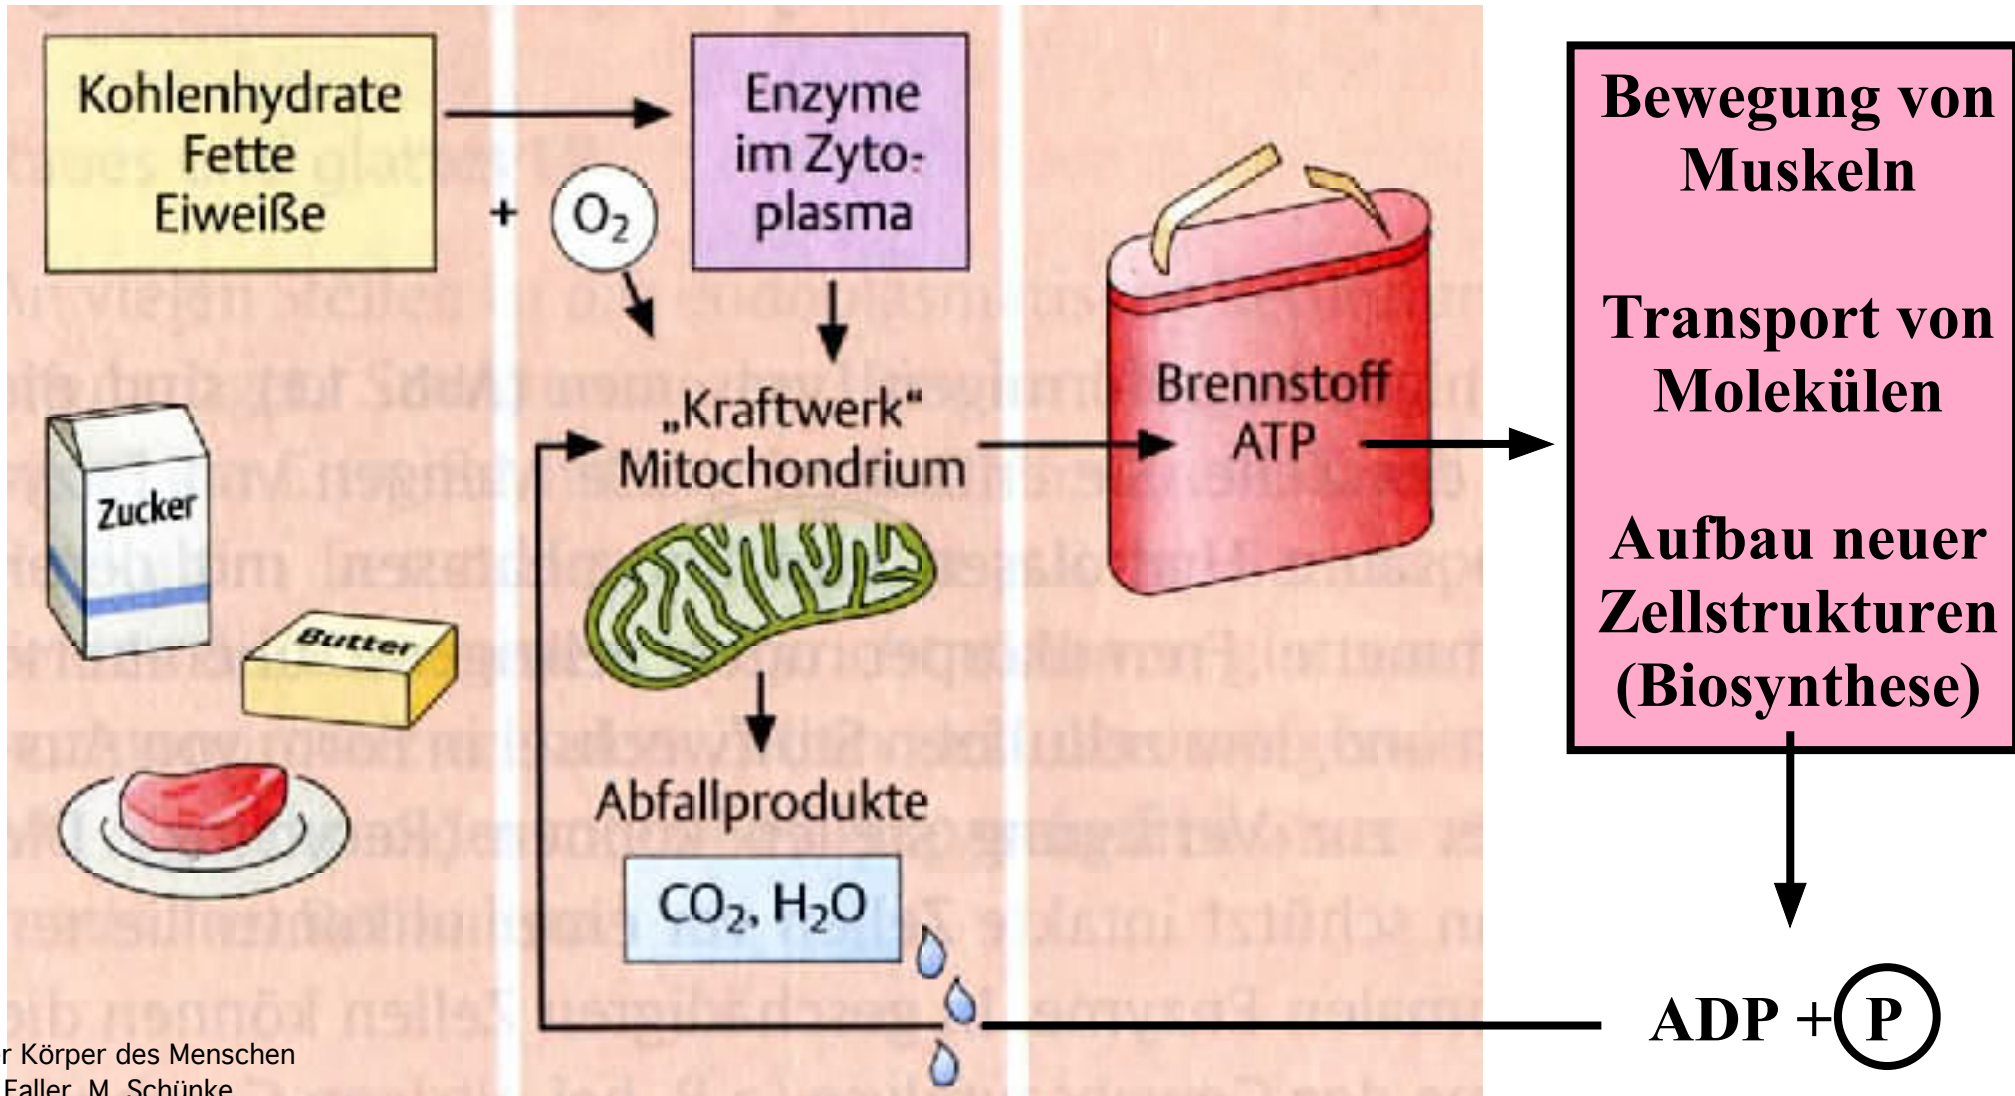 Kohlenhydrate
Fette
Eiweiße
+
O₂
Enzyme
im Zyto-
plasma
„Kraftwerk“
Mitochondrium
Brennstoff
ATP
Bewegung von
Muskeln
Transport von
Molekülen
Aufbau neuer
Zellstrukturen
(Biosynthese)
Zucker
Butter
Abfallprodukte
CO₂, H₂O
ADP + P
r Körper des Menschen
Faller, M. Schünke